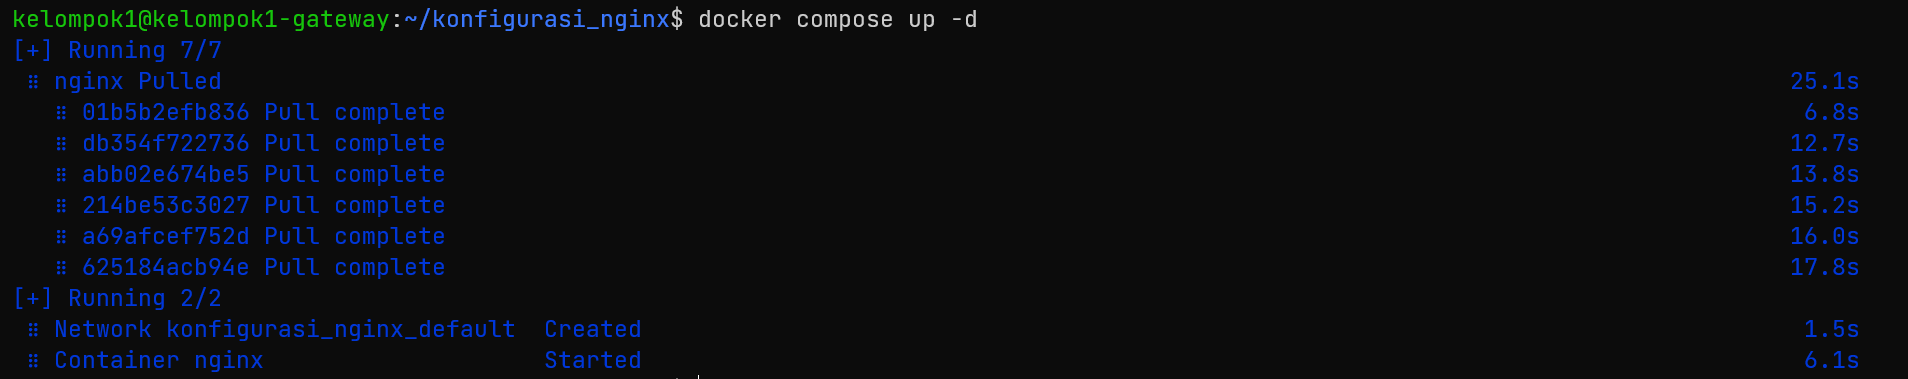 kelompok1@kelompok1-gateway:~/konfigurasi_nginx$ docker compose up -d
[+] Running 7/7
⠿ nginx Pulled 25.1s
⠿ 01b5b2efb836 Pull complete 6.8s
⠿ db354f722736 Pull complete 12.7s
⠿ abb02e674be5 Pull complete 13.8s
⠿ 214be53c3027 Pull complete 15.2s
⠿ a69afcef752d Pull complete 16.0s
⠿ 625184acb94e Pull complete 17.8s
[+] Running 2/2
⠿ Network konfigurasi_nginx_default Created 1.5s
⠿ Container nginx Started 6.1s